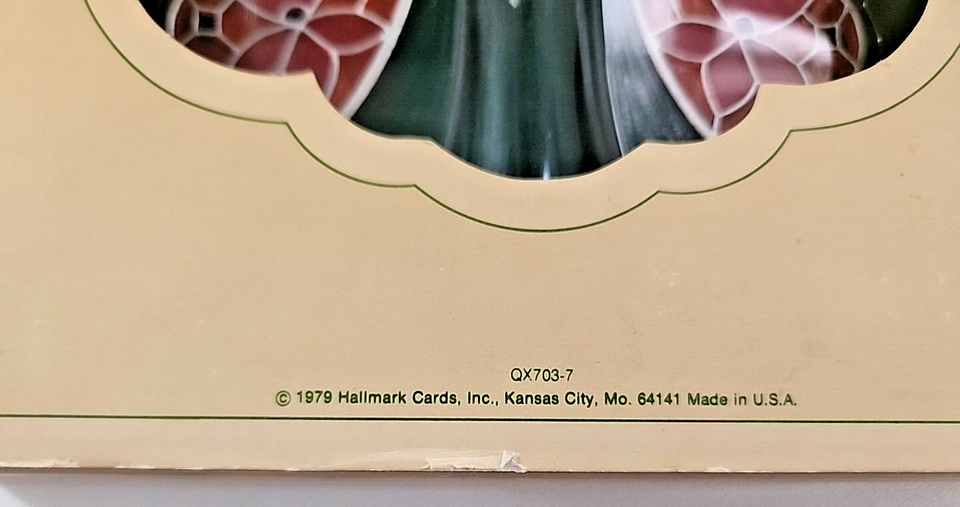 QX703-7
© 1979 Hallmark Cards, Inc., Kansas City, Mo. 64141 Made in U.S.A.